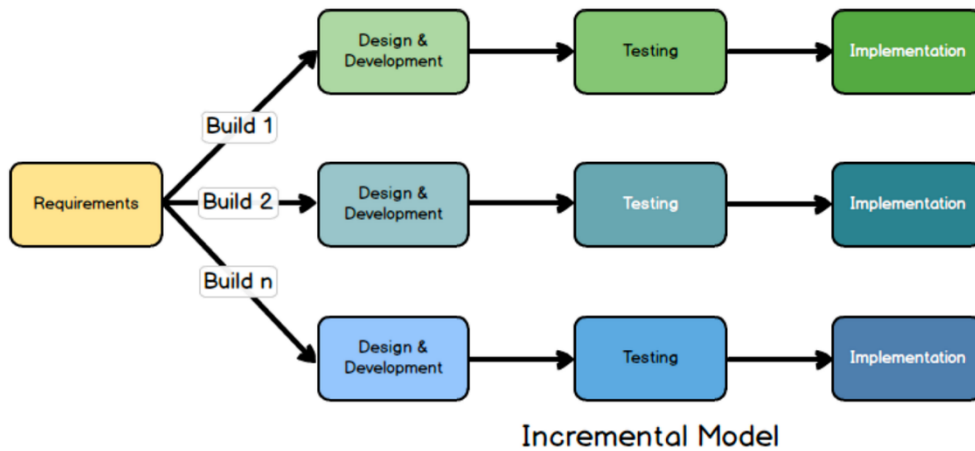 Design &
Development
Testing
Implementation
Build 1
Requirements
Build 2
Design &
Development
Testing
Implementation
Build n
Design &
Development
Testing
Implementation
Incremental Model